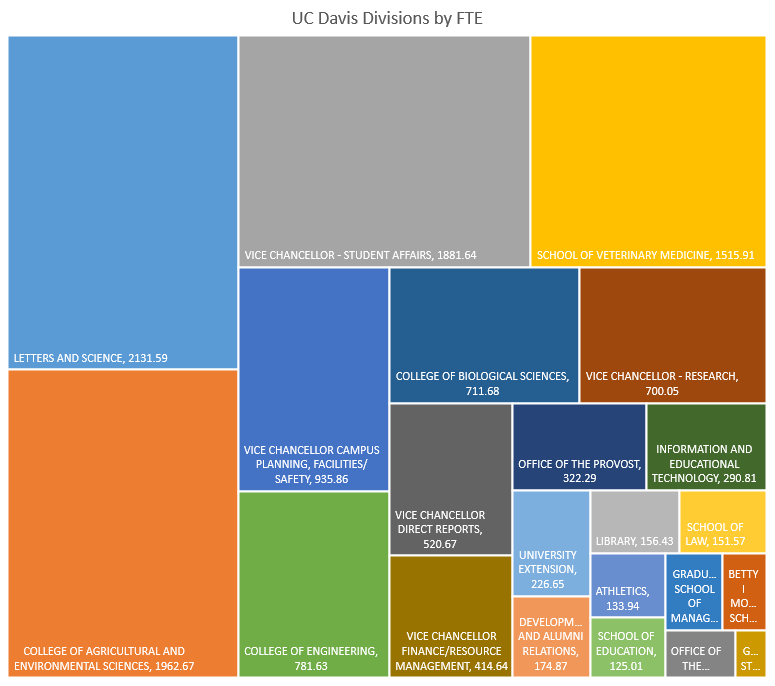 UC Davis Divisions by FTE
LETTERS AND SCIENCE, 2131.59
COLLEGE OF AGRICULTURAL AND
ENVIRONMENTAL SCIENCES, 1962.67
VICE CHANCELLOR - STUDENT AFFAIRS, 1881.64
SCHOOL OF VETERINARY MEDICINE, 1515.91
VICE CHANCELLOR CAMPUS
PLANNING, FACILITIES/
SAFETY, 935.86
COLLEGE OF ENGINEERING,
781.63
COLLEGE OF BIOLOGICAL SCIENCES,
711.68
VICE CHANCELLOR - RESEARCH,
700.05
VICE CHANCELLOR
DIRECT REPORTS,
520.67
VICE CHANCELLOR
FINANCE/RESOURCE
MANAGEMENT, 414.64
OFFICE OF THE PROVOST,
322.29
INFORMATION AND
EDUCATIONAL
TECHNOLOGY, 290.81
UNIVERSITY
EXTENSION,
226.65
DEVELOPM...
AND ALUMNI
RELATIONS,
174.87
LIBRARY, 156.43
SCHOOL OF
LAW, 151.57
ATHLETICS,
133.94
SCHOOL OF
EDUCATION,
125.01
GRADU...
SCHOOL
OF
MANAG...
BETTY
I
MO...
SCH...
OFFICE OF
THE...
G...
ST...